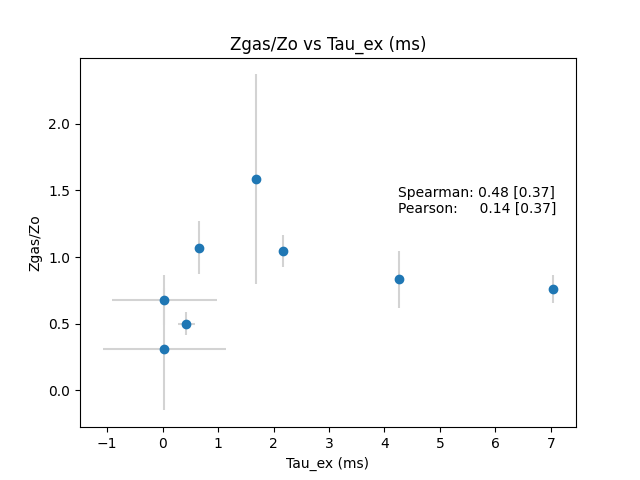 Zgas/Zo vs Tau_ex (ms)
2.0
1.5
1.0
0.5
0.0
Zgas/Zo
Spearman: 0.48 [0.37]
Pearson: 0.14 [0.37]
−1 0 1 2 3 4 5 6 7
Tau_ex (ms)